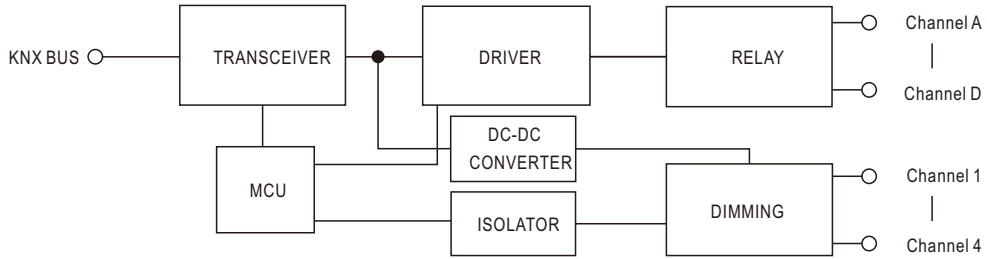 KNX BUS
TRANSCEIVER
DRIVER
RELAY
Channel A
Channel D
DC-DC
CONVERTER
MCU
ISOLATOR
DIMMING
Channel 1
Channel 4